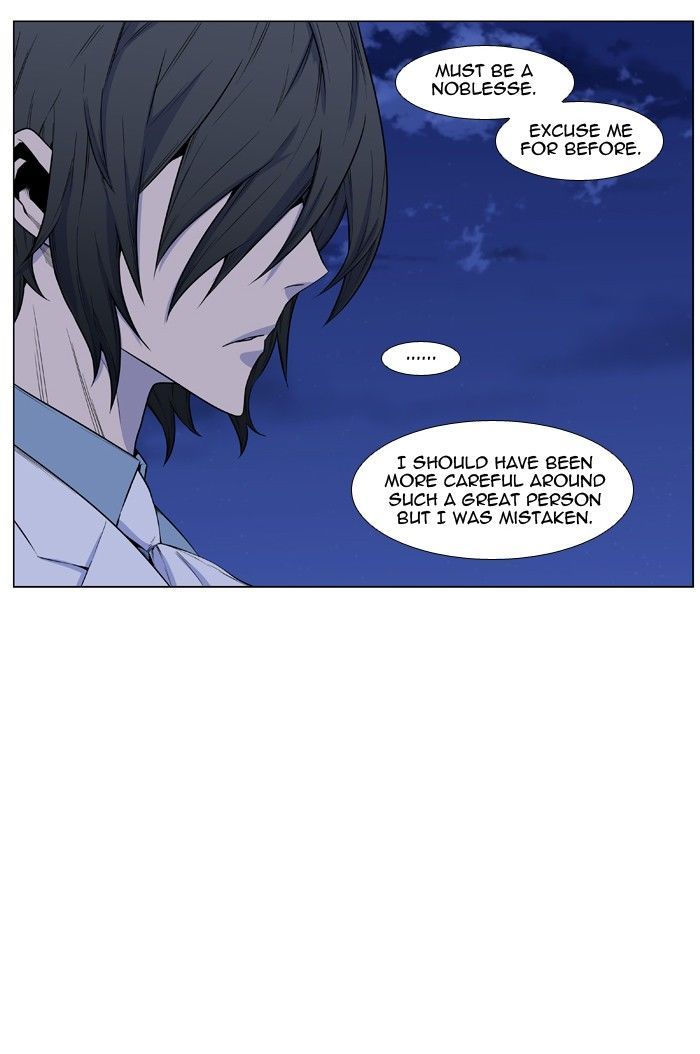 MUST BE A
NOBLESSE.
EXCUSE ME
FOR BEFORE.
......
I SHOULD HAVE BEEN
MORE CAREFUL AROUND
SUCH A GREAT PERSON
BUT I WAS MISTAKEN.